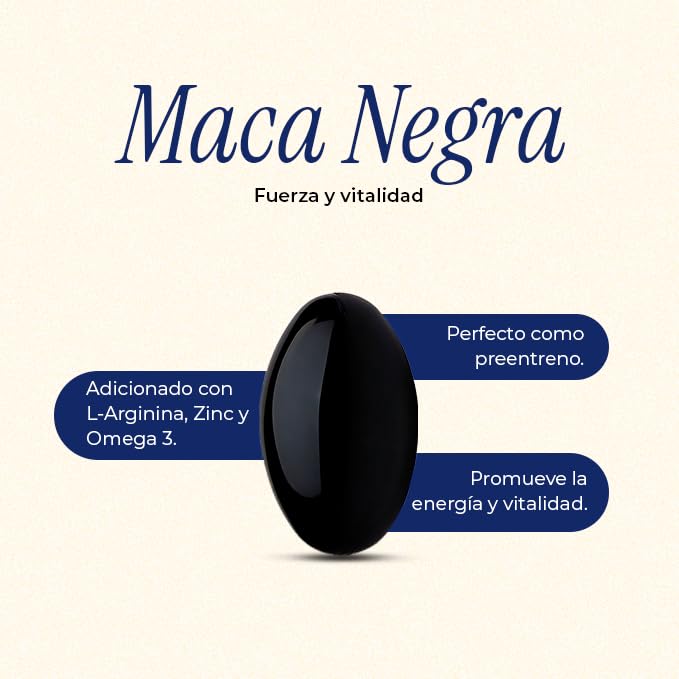 Maca Negra
Fuerza y vitalidad
Perfecto como
preentreno.
Adicionado con
L-Arginina, Zinc y
Omega 3.
Promueve la
energía y vitalidad.